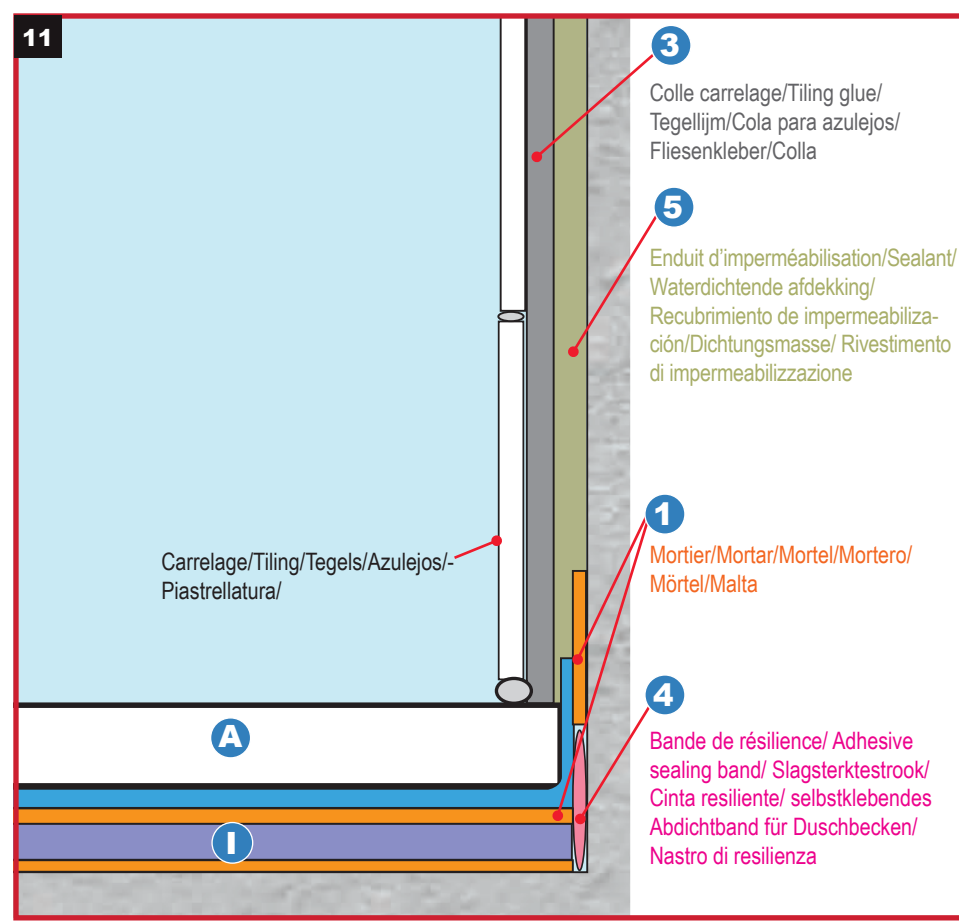 11
3
Colle carrelage/Tiling glue/
Tegellijm/Cola para azulejos/
Fliesenkleber/Colla
5
Enduit d'imperméabilisation/Sealant/
Waterdichtende afdekking/
Recubrimiento de impermeabiliza-
ción/Dichtungsmasse/ Rivestimento
di impermeabilizzazione
1
Mortier/Mortar/Mortel/Mortero/
Mörtel/Malta
Carrelage/Tiling/Tegels/Azulejos/-
Piastrellatura/
4
Bande de résilience/ Adhesive
sealing band/ Slagsterktestrook/
Cinta resiliente/ selbstklebendes
Abdichtband für Duschbecken/
Nastro di resilienza
A
I